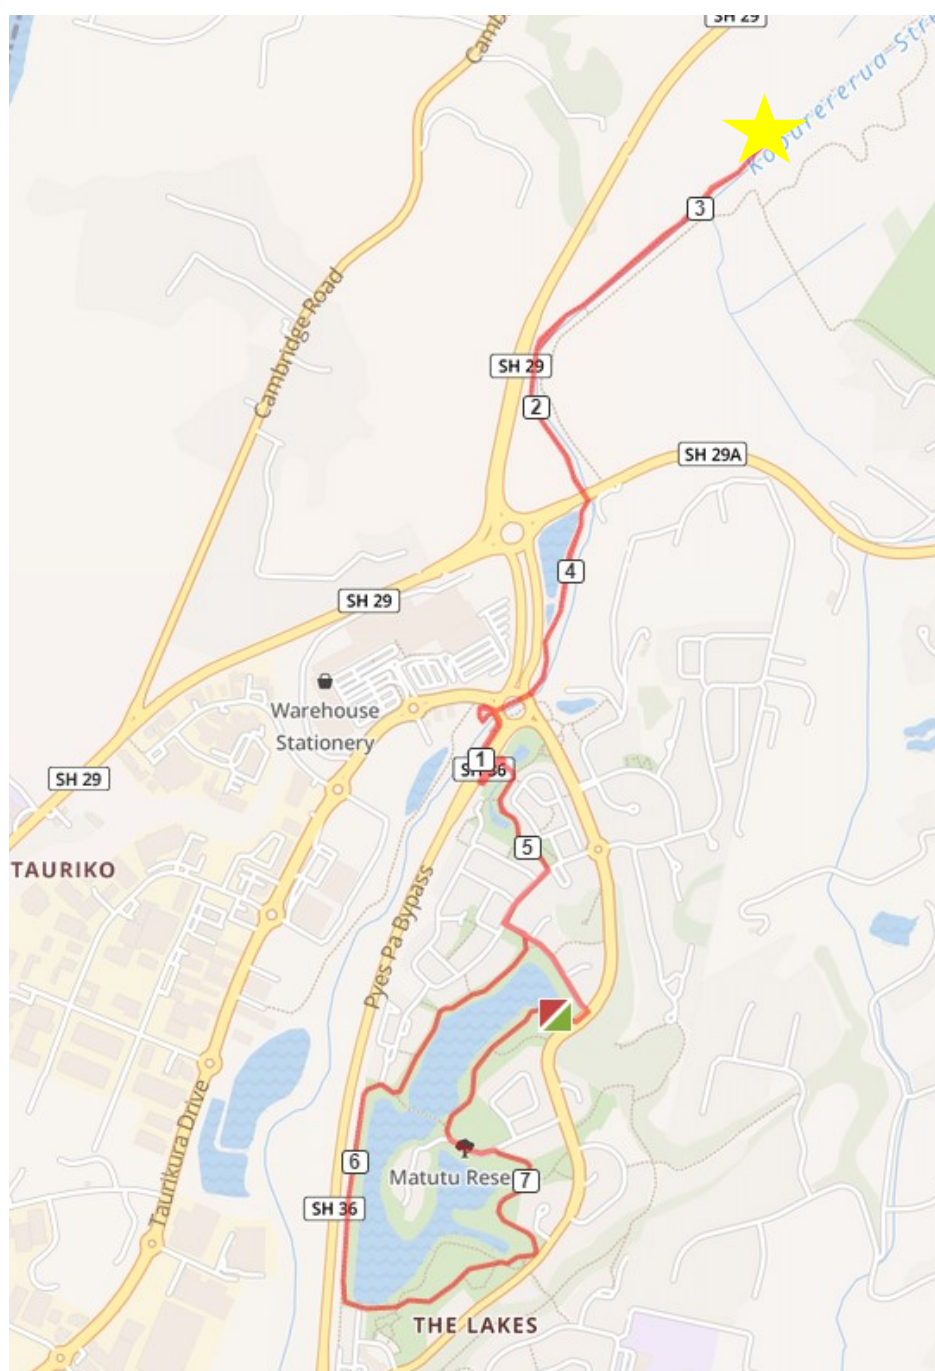 SH 29
Camb
Kopurererua Stre
3
Cambridge Road
SH 29
2
SH 29A
4
SH 29
Warehouse
Stationery
1
SH 36
SH 29
5
TAURIKO
Pyes Pa Bypass
Taurikura Drive
6
Matutu Rese
7
SH 36
THE LAKES